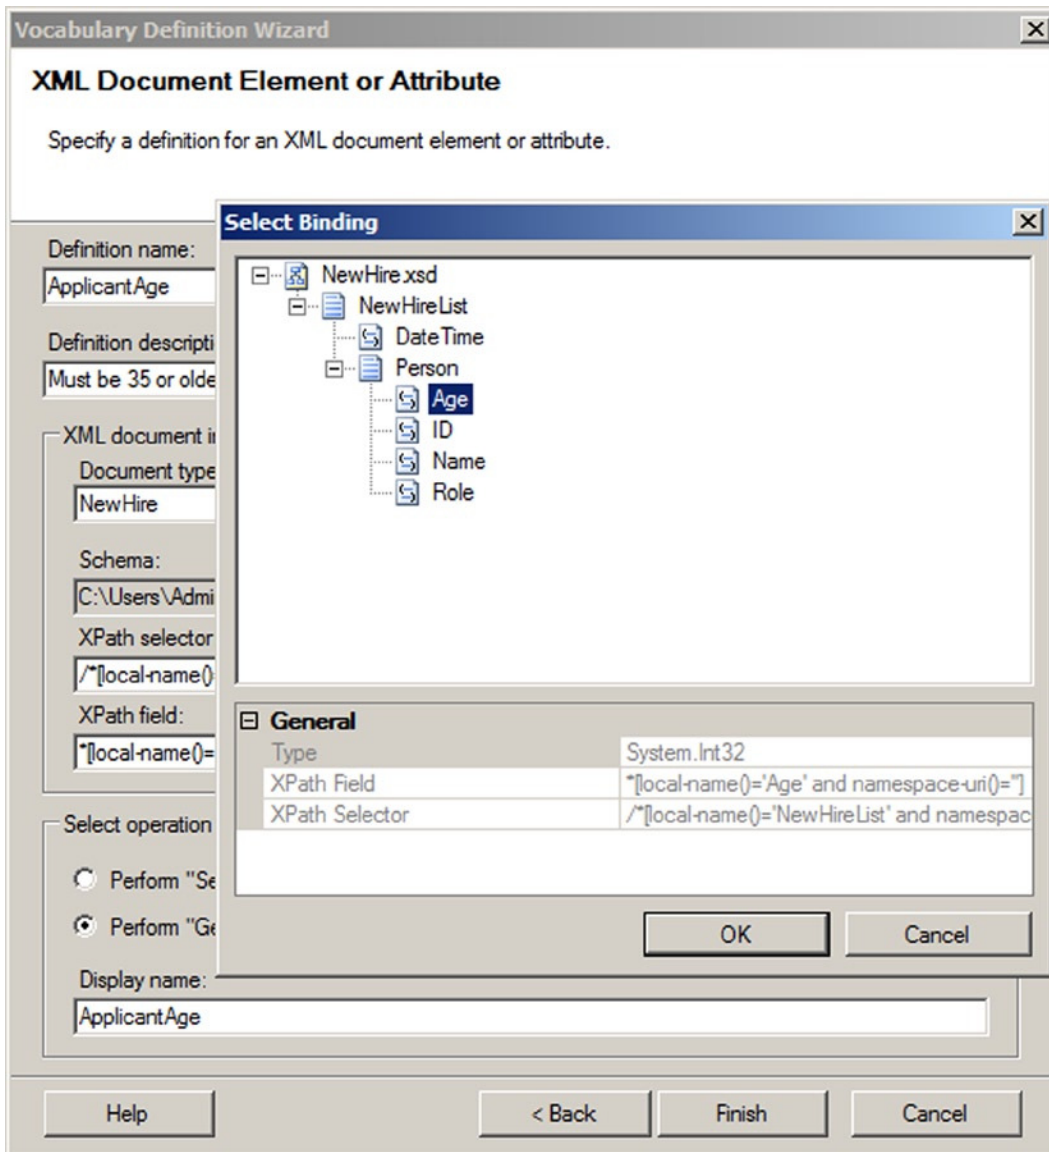 Vocabulary Definition Wizard
XML Document Element or Attribute
Specify a definition for an XML document element or attribute.
Select Binding
Definition name:
ApplicantAge
Definition descripti
Must be 35 or olde
XML document i
Document type
NewHire
Schema:
C:\Users\Admi
XPath selector
/*[local-name()=
XPath field:
*[local-name()=
Select operation
Perform "Se
Perform "Ge
Display name:
ApplicantAge
NewHire.xsd
NewHireList
DateTime
Person
Age
ID
Name
Role
General
Type System.Int32
XPath Field *[local-name()='Age' and namespace-uri()='']
XPath Selector /*[local-name()='NewHireList' and namespac
OK Cancel
Help < Back Finish Cancel